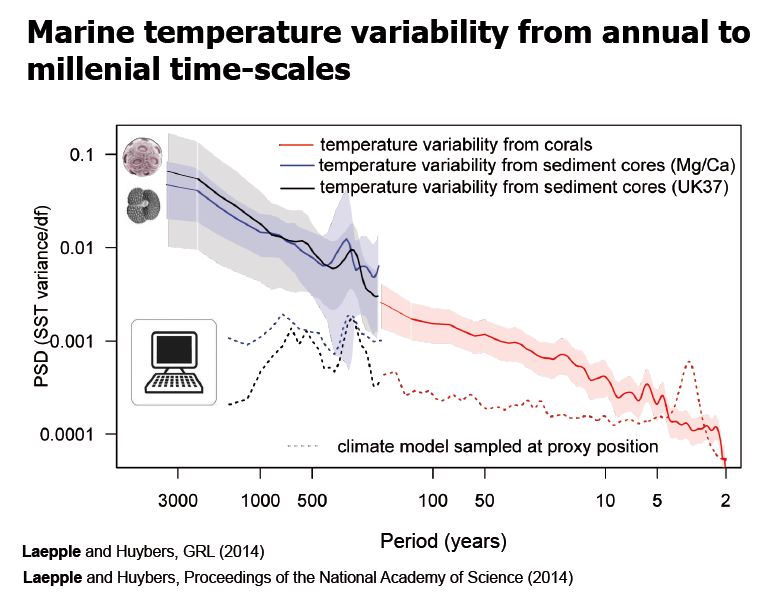 Marine temperature variability from annual to
millenial time-scales
temperature variability from corals
temperature variability from sediment cores (Mg/Ca)
temperature variability from sediment cores (UK37)
PSD (SST variance/df)
0.1
0.01
0.001
0.0001
climate model sampled at proxy position
3000 1000 500 100 50 10 5 2
Period (years)
Laepple and Huybers, GRL (2014)
Laepple and Huybers, Proceedings of the National Academy of Science (2014)